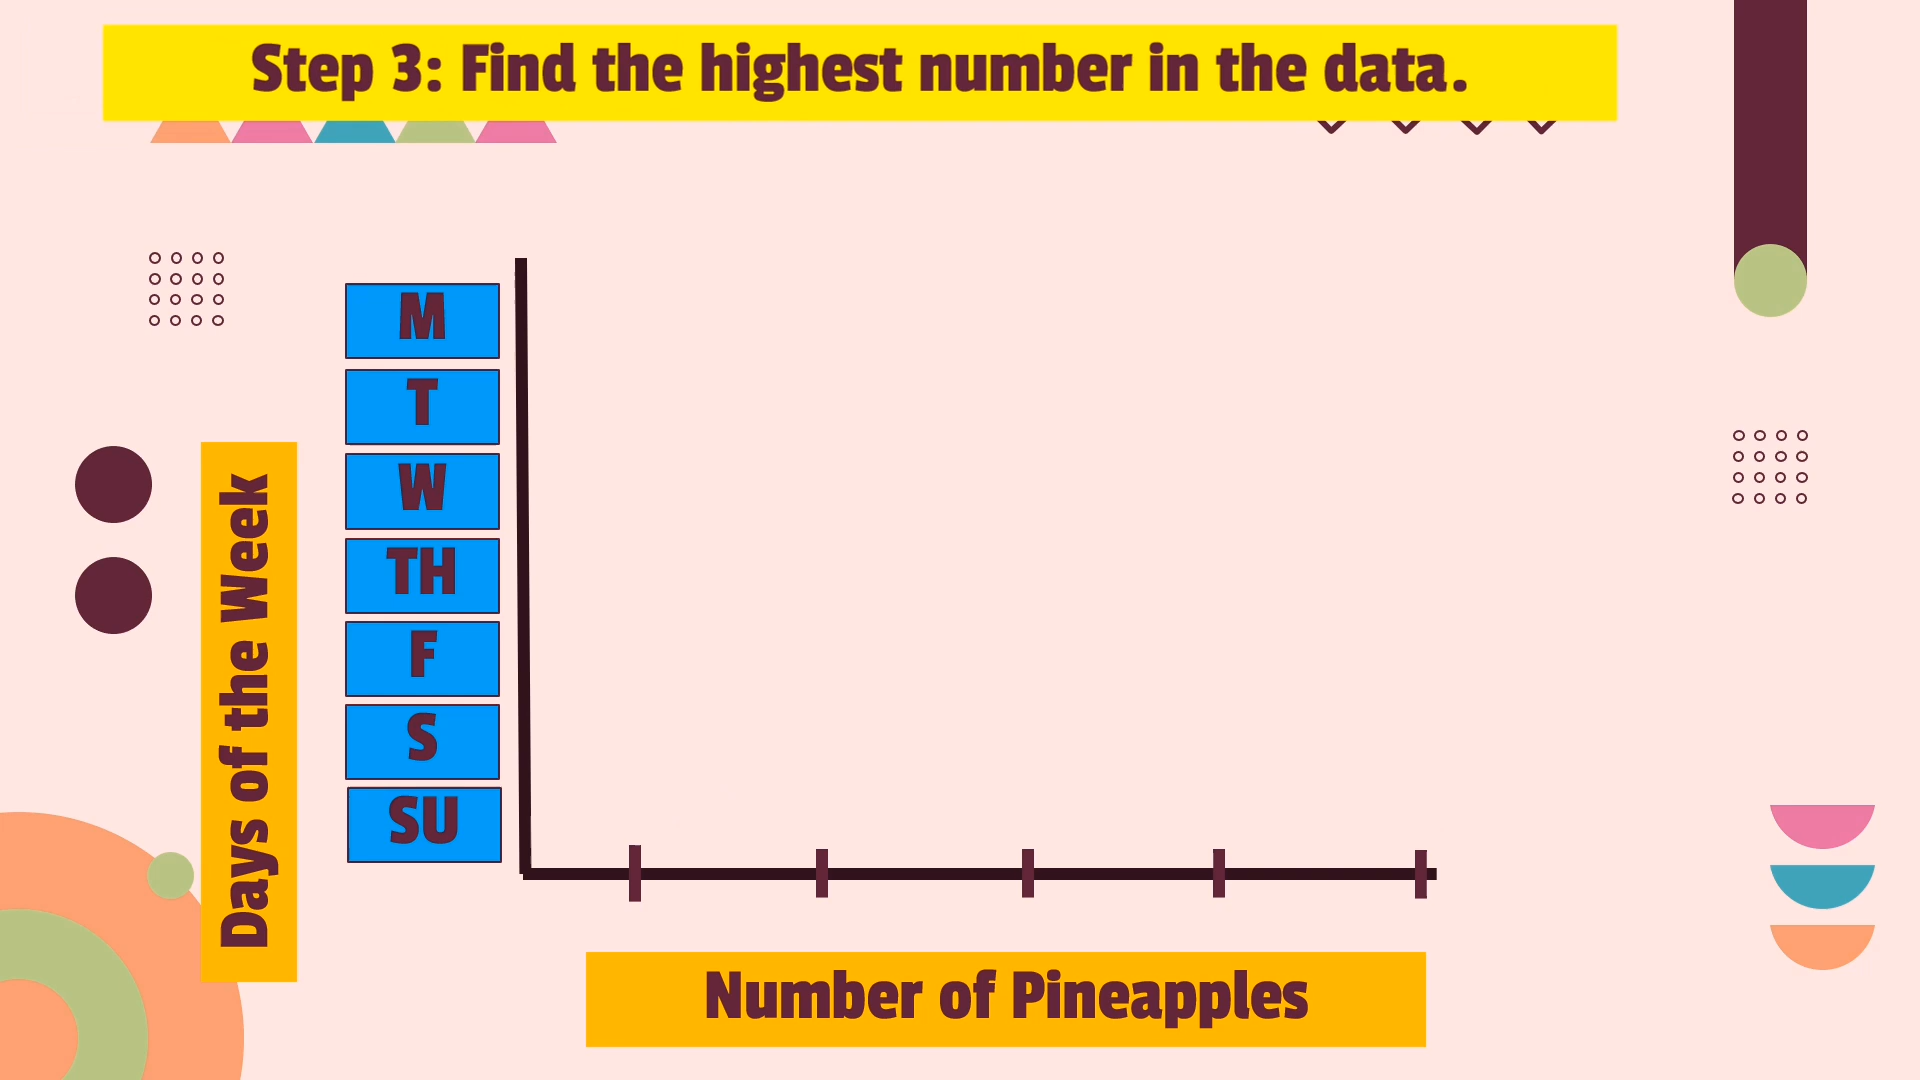 Step 3: Find the highest number in the data.
M
T
W
TH
F
S
SU
Days of the Week
Number of Pineapples